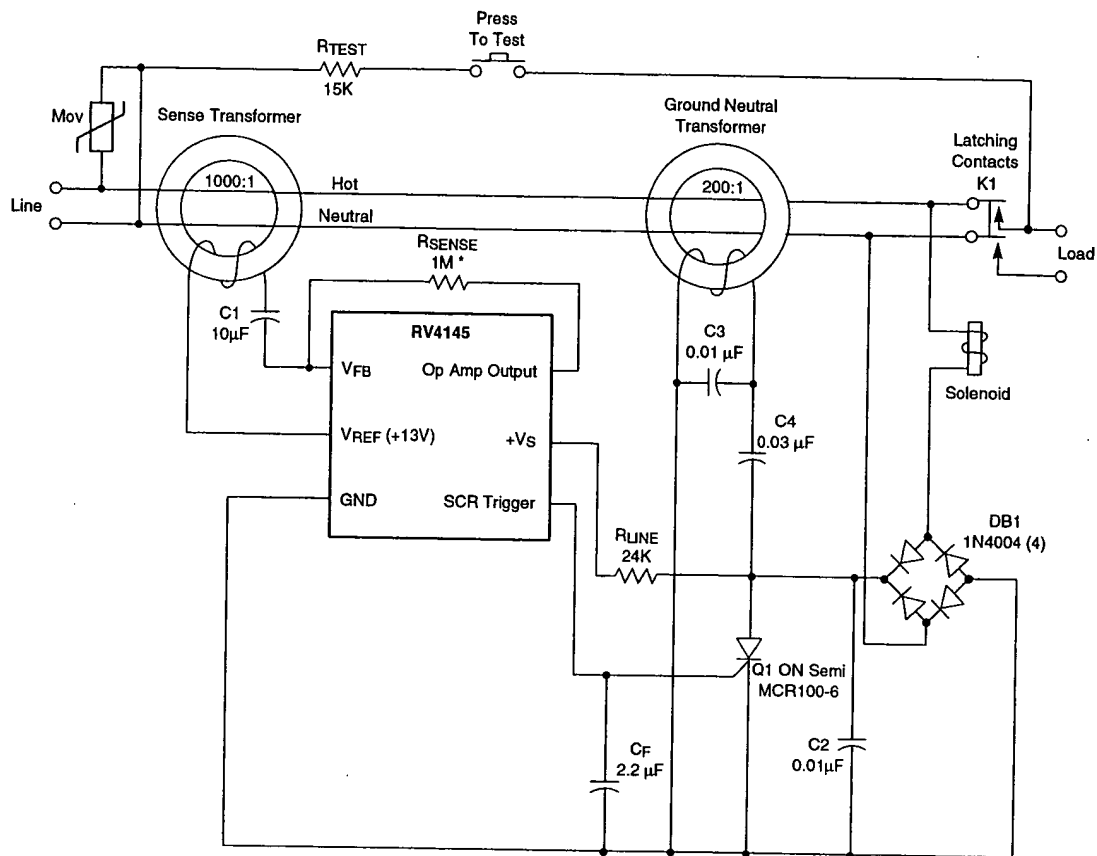 Press
To Test
RTEST
15K
Mov
Sense Transformer
Ground Neutral
Transformer
Latching
Contacts
K1
1000:1
Hot
200:1
Line
Neutral
Load
RSENSE
1M *
C1
10µF
RV4145
VFB
Op Amp Output
VREF (+13V)
+VS
GND
SCR Trigger
C3
0.01 µF
C4
0.03 µF
Solenoid
RLINE
24K
DB1
1N4004 (4)
Q1 ON Semi
MCR100-6
CF
2.2 µF
C2
0.01µF